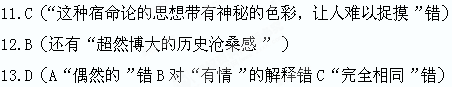 11.C（“这种宿命论的思想带有神秘的色彩，让人难以捉摸”错）
12.B（还有“超然博大的历史沧桑感 ”）
13.D（A“偶然的”错B对“有情”的解释错C“完全相同”错）